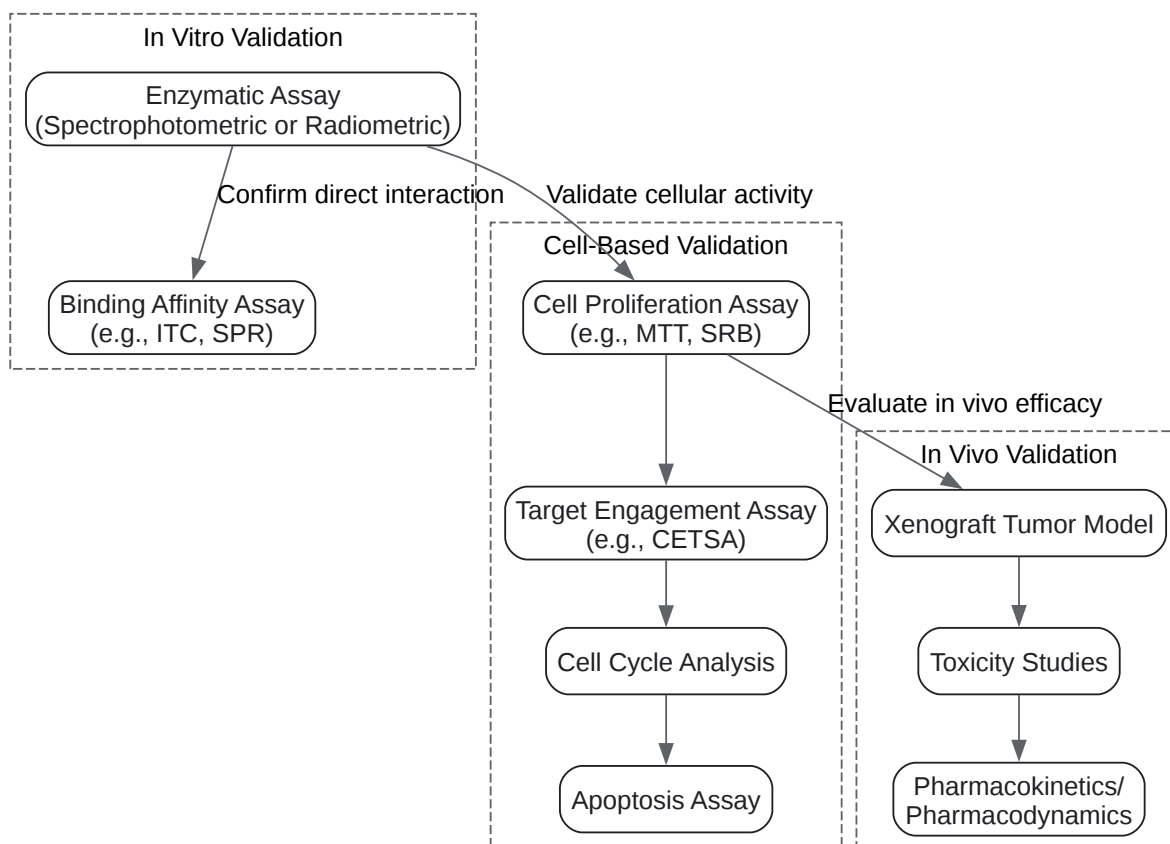 In Vitro Validation
Enzymatic Assay
(Spectrophotometric or Radiometric)
Confirm direct interaction
Validate cellular activity
Binding Affinity Assay
(e.g., ITC, SPR)
Cell-Based Validation
Cell Proliferation Assay
(e.g., MTT, SRB)
Evaluate in vivo efficacy
In Vivo Validation
Target Engagement Assay
(e.g., CETSA)
Xenograft Tumor Model
Cell Cycle Analysis
Toxicity Studies
Apoptosis Assay
Pharmacokinetics/
Pharmacodynamics